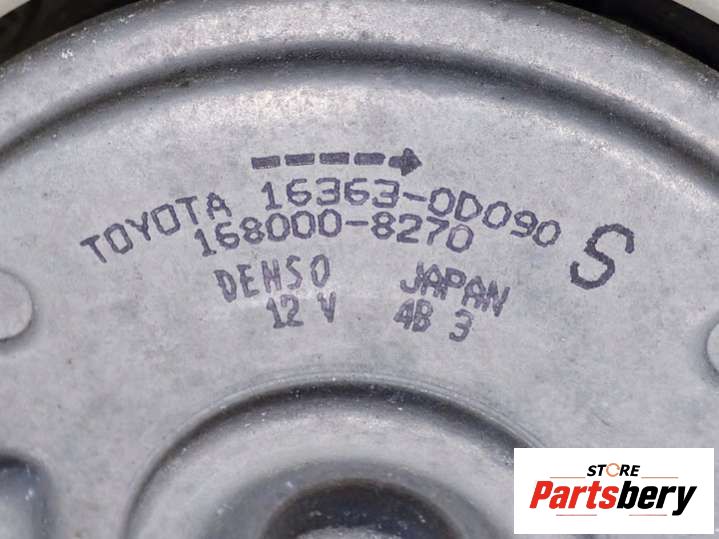 TOYOTA 16363-0D090 S
168000-8270
DENSO JAPAN
12 V 4B 3
STORE
Partsbery